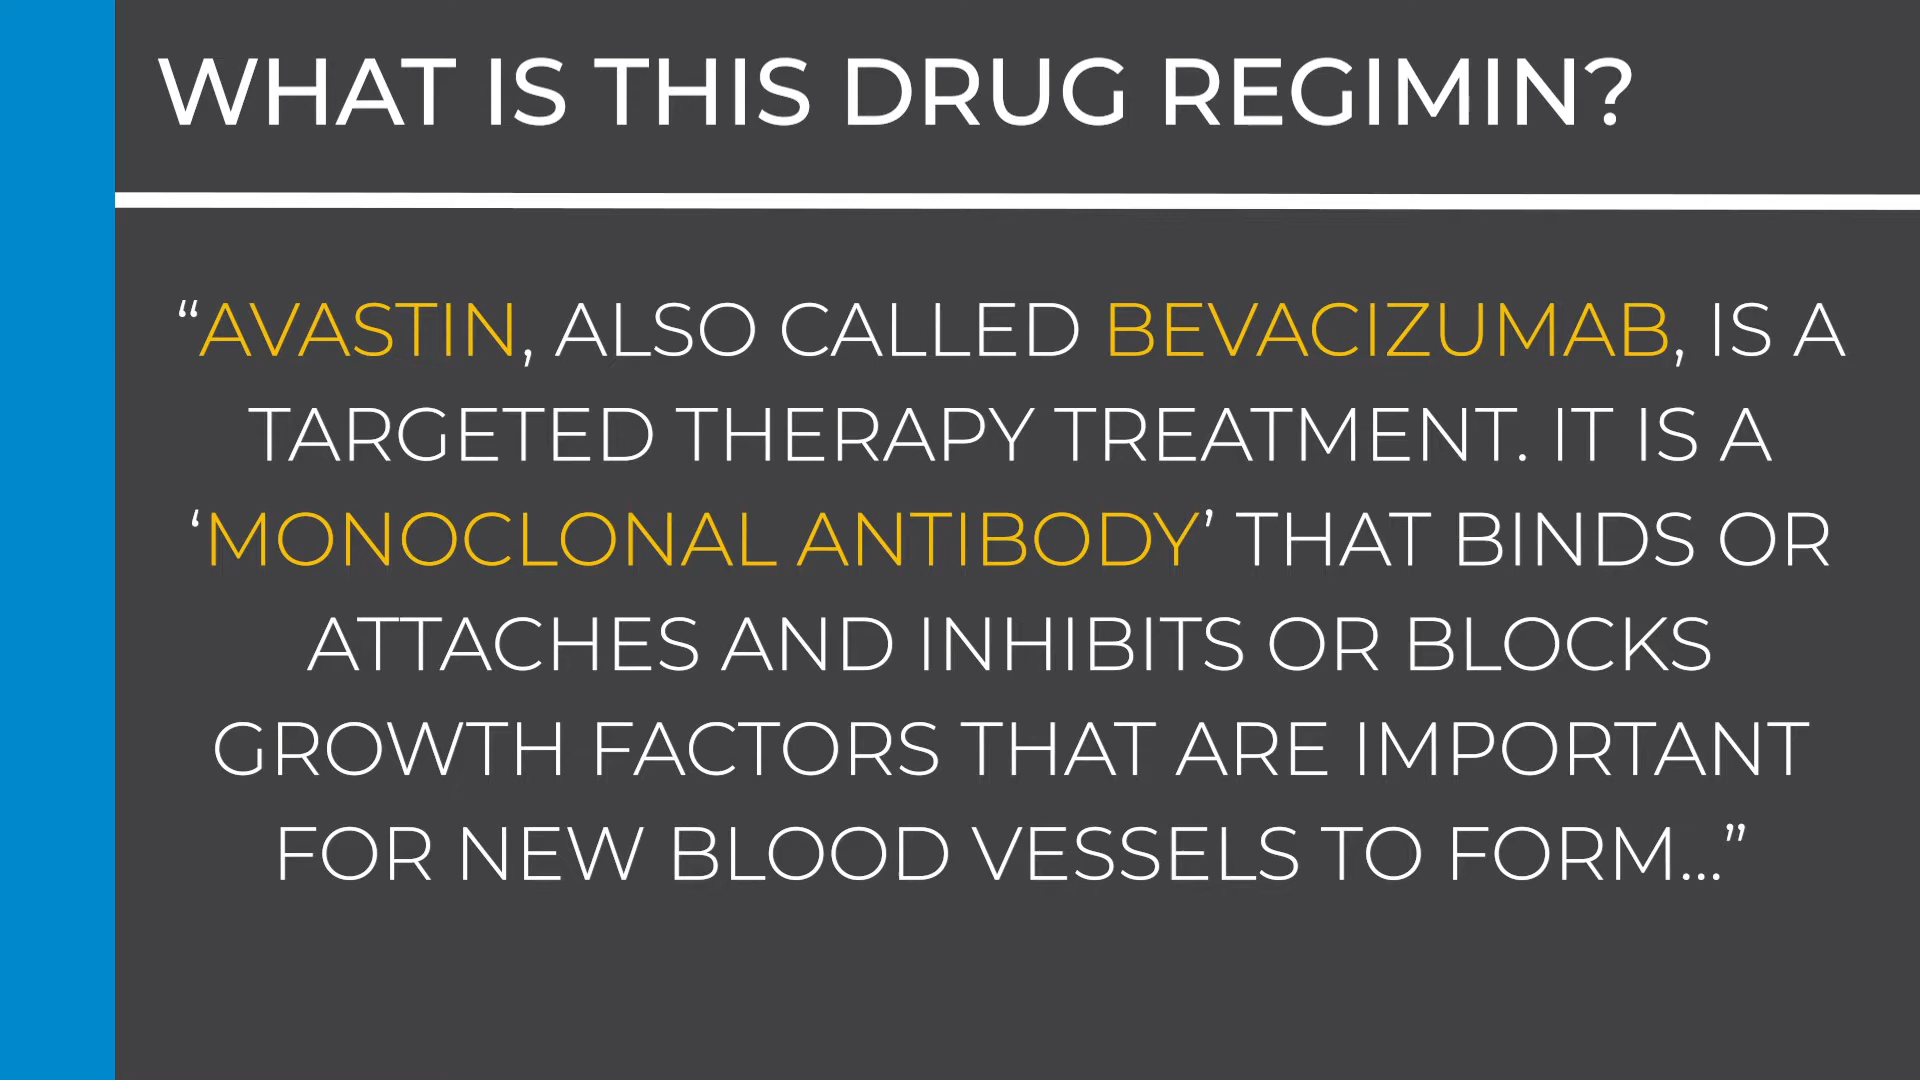 WHAT IS THIS DRUG REGIMIN?
“AVASTIN, ALSO CALLED BEVACIZUMAB, IS A
TARGETED THERAPY TREATMENT. IT IS A
‘MONOCLONAL ANTIBODY’ THAT BINDS OR
ATTACHES AND INHIBITS OR BLOCKS
GROWTH FACTORS THAT ARE IMPORTANT
FOR NEW BLOOD VESSELS TO FORM...”